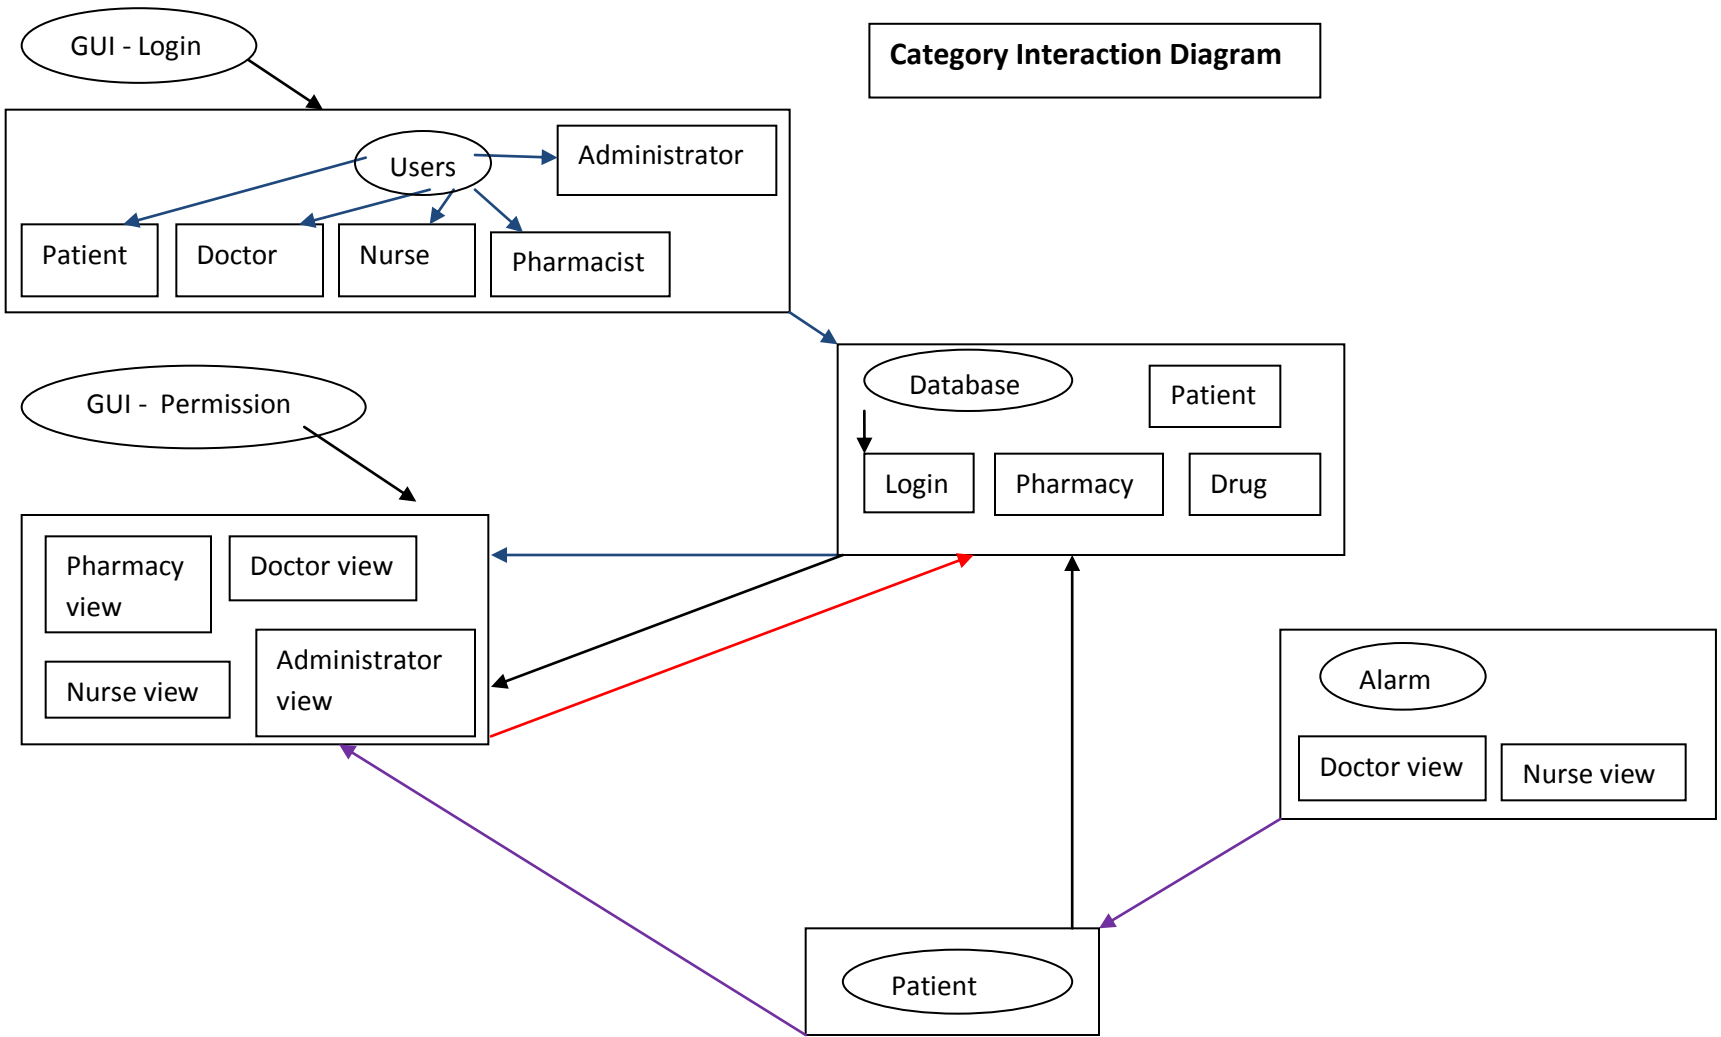 GUI - Login
Category Interaction Diagram
Users
Administrator
Patient
Doctor
Nurse
Pharmacist
GUI -  Permission
Database
Patient
Login
Pharmacy
Drug
Pharmacy
view
Doctor view
Nurse view
Administrator
view
Alarm
Doctor view
Nurse view
Patient